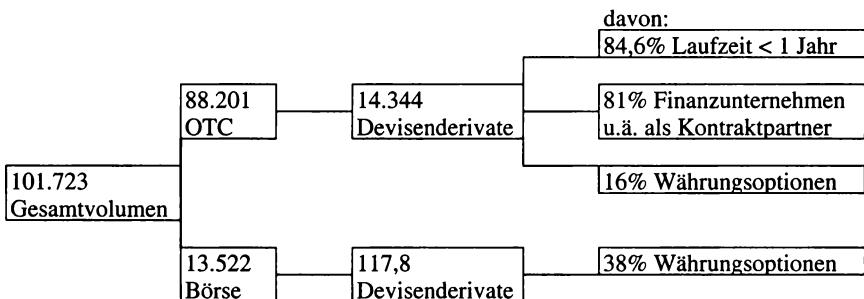 davon:
84,6% Laufzeit < 1 Jahr
88.201
OTC
14.344
Devisenderivate
81% Finanzunternehmen
u.ä. als Kontraktpartner
101.723
Gesamtvolumen
16% Währungsoptionen
13.522
Börse
117,8
Devisenderivate
38% Währungsoptionen